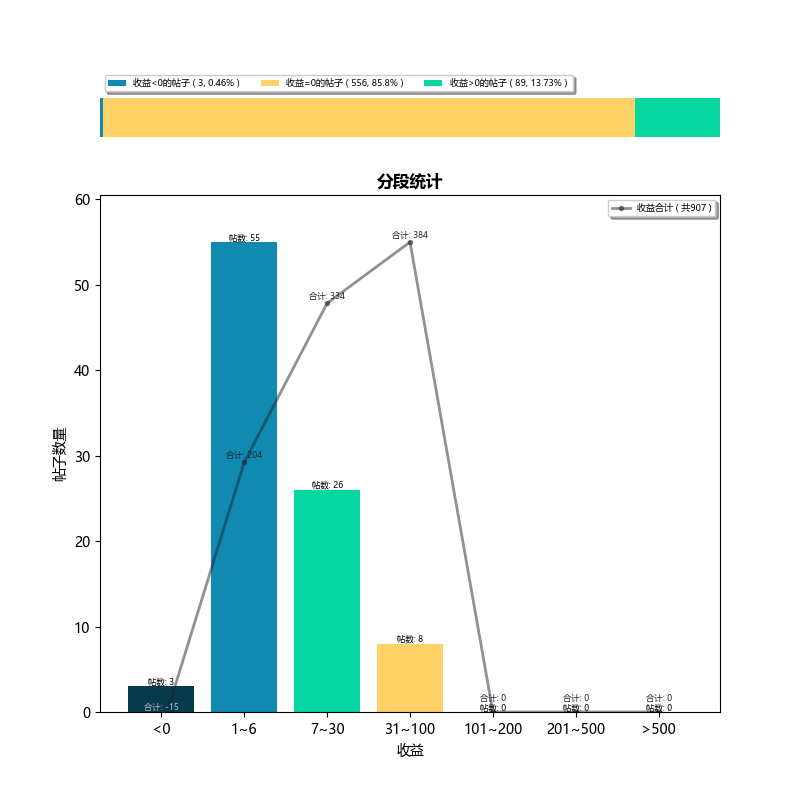 收益<0的帖子 ( 3, 0.46% ) 收益=0的帖子 ( 556, 85.8% ) 收益>0的帖子 ( 89, 13.73% )
分段统计
收益合计 ( 共907 )
60
50
40
30
20
10
0
帖子数量
帖数: 3
合计: -15
帖数: 55
合计: 204
合计: 334
帖数: 26
合计: 384
帖数: 8
合计: 0
帖数: 0
合计: 0
帖数: 0
合计: 0
帖数: 0
<0 1~6 7~30 31~100 101~200 201~500 >500
收益